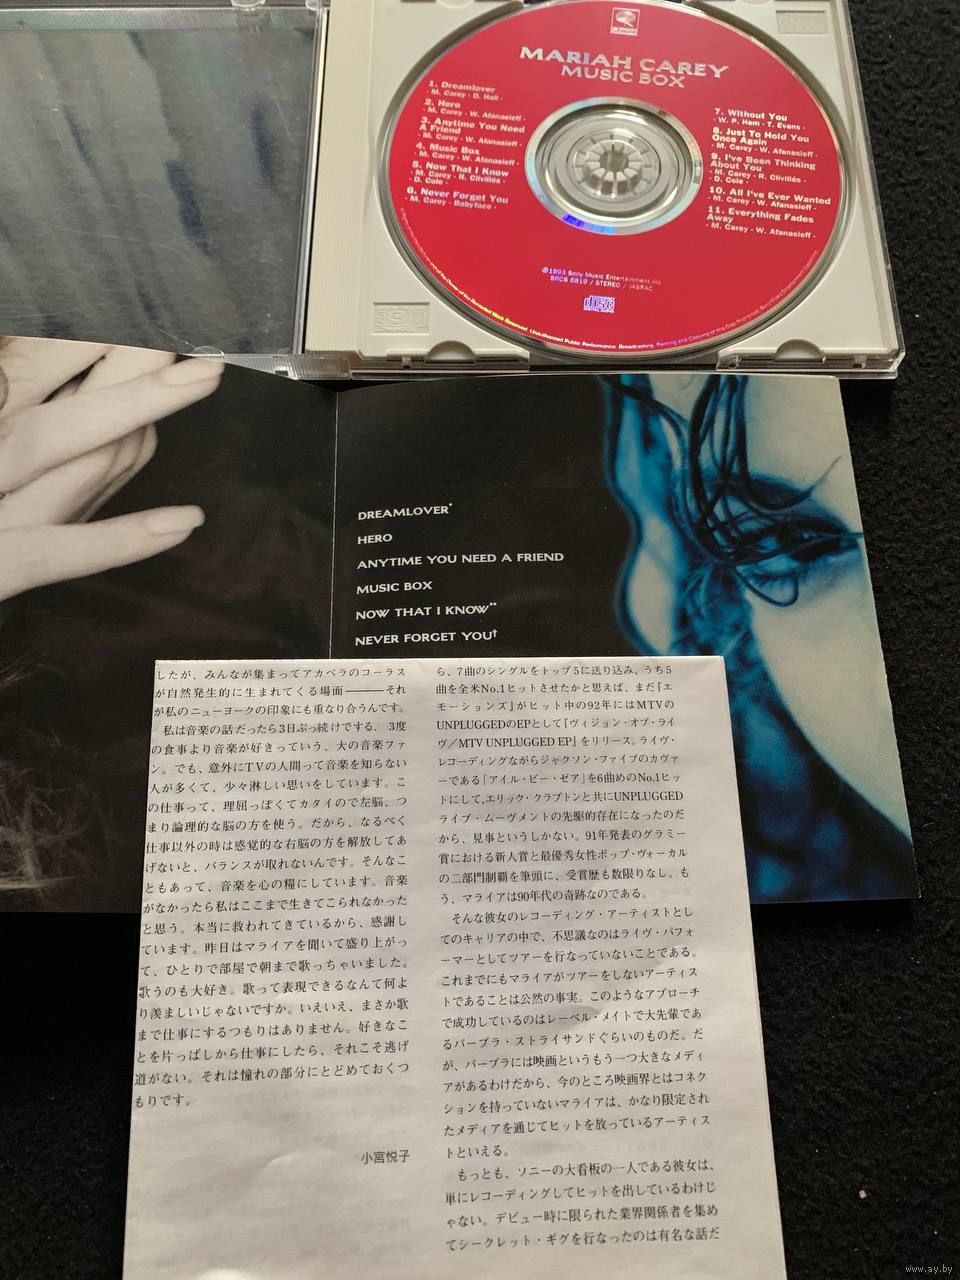 MARIAH CAREY
MUSIC BOX
1. Dreamlover
- M. Carey - D. Hall -
2. Hero
- M. Carey - W. Afanasieff -
3. Anytime You Need
A Friend
- M. Carey - W. Afanasieff -
4. Music Box
- M. Carey - W. Afanasieff -
5. Now That I Know
- M. Carey - R. Clivillés -
- D. Cole -
6. Never Forget You
- M. Carey - Babyface -
7. Without You
- W. P. Ham - T. Evans -
8. Just To Hold You
Once Again
- M. Carey - W. Afanasieff -
9. I've Been Thinking
About You
- M. Carey - R. Clivillés -
- D. Cole -
10. All I've Ever Wanted
- M. Carey - W. Afanasieff -
11. Everything Fades
Away
- M. Carey - W. Afanasieff -
℗1993 Sony Music Entertainment Inc.
SRCS 6819 / STEREO / JASRAC
DREAMLOVER*
HERO
ANYTIME YOU NEED A FRIEND
MUSIC BOX
NOW THAT I KNOW**
NEVER FORGET YOU†
したが、みんなが集まってアカペラのコーラス
が自然発生的に生まれてくる場面———それ
が私のニューヨークの印象にも重なり合うんです。
私は音楽の話だったら3日ぶっ続けでする、3度
の食事より音楽が好きっていう、大の音楽ファ
ン。でも、意外にTVの人間って音楽を知らない
人が多くて、少々淋しい思いをしています。こ
の仕事って、理屈っぽくてカタイので左脳、つ
まり論理的な脳の方を使う。だから、なるべく
仕事以外の時は感覚的な右脳の方を解放してあ
げないと、バランスが取れないんです。そんなこ
ともあって、音楽を心の糧にしています。音楽
がなかったら私はここまで生きてこられなかった
と思う。本当に救われてきているから、感謝し
ています。昨日はマライアを聞いて盛り上がっ
て、ひとりで部屋で朝まで歌っちゃいました。
歌うのも大好き。歌って表現できるなんて何よ
り羨ましいじゃないですか。いえいえ、まさか歌
まで仕事にするつもりはありません。好きなこ
とを片っぱしから仕事にしたら、それこそ逃げ
道がない。それは憧れの部分にとどめておくつ
もりです。
小宮悦子
ら、7曲のシングルをトップ5に送り込み、うち5
曲を全米No.1ヒットさせたかと思えば、まだ『エ
モーションズ』がヒット中の92年にはMTVの
UNPLUGGEDのEPとして『ヴィジョン・オブ・ライ
ヴ／MTV UNPLUGGED EP』をリリース。ライヴ・
レコーディングながらジャクソン・ファイブのカヴァ
ーである「アイル・ビー・ゼア」を6曲めのNo.1ヒッ
トにして、エリック・クラプトンと共にUNPLUGGED
ライブ・ムーヴメントの先駆的存在になったのだ
から、見事というしかない。91年発表のグラミー
賞における新人賞と最優秀女性ポップ・ヴォーカル
の二部門制覇を筆頭に、受賞歴も数限りなし。も
う、マライアは90年代の奇跡なのである。
そんな彼女のレコーディング・アーティストとし
てのキャリアの中で、不思議なのはライヴ・パフォ
ーマーとしてツアーを行なっていないことである。
これまでにもマライアがツアーをしないアーティス
トであることは公然の事実。このようなアプローチ
で成功しているのはレーベル・メイトで大先輩であ
るバーブラ・ストライサンドぐらいのものだ。だ
が、バーブラには映画というもう一つ大きなメディ
アがあるわけだから、今のところ映画界とはコネク
ションを持っていないマライアは、かなり限定され
たメディアを通じてヒットを放っているアーティス
トといえる。
もっとも、ソニーの大看板の一人である彼女は、
単にレコーディングしてヒットを出しているわけじ
ゃない。デビュー時に限られた業界関係者を集め
てシークレット・ギグを行なったのは有名な話だ
www.ay.by